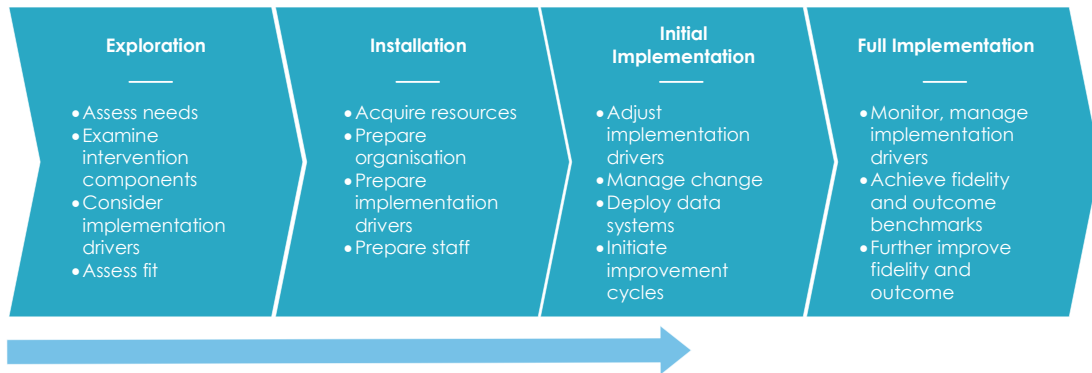 Exploration
• Assess needs
• Examine
intervention
components
• Consider
implementation
drivers
• Assess fit
Installation
• Acquire resources
• Prepare
organisation
• Prepare
implementation
drivers
• Prepare staff
Initial
Implementation
• Adjust
implementation
drivers
• Manage change
• Deploy data
systems
• Initiate
improvement
cycles
Full Implementation
• Monitor, manage
implementation
drivers
• Achieve fidelity
and outcome
benchmarks
• Further improve
fidelity and
outcome